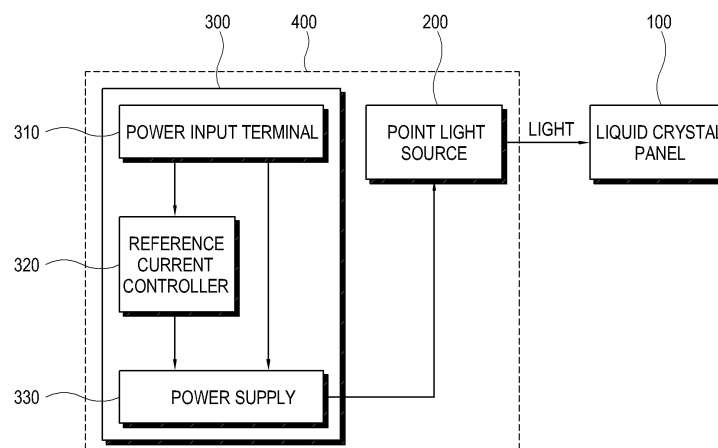 300
400
200
100
310
POWER INPUT TERMINAL
POINT LIGHT
SOURCE
LIGHT
LIQUID CRYSTAL
PANEL
320
REFERENCE
CURRENT
CONTROLLER
330
POWER SUPPLY